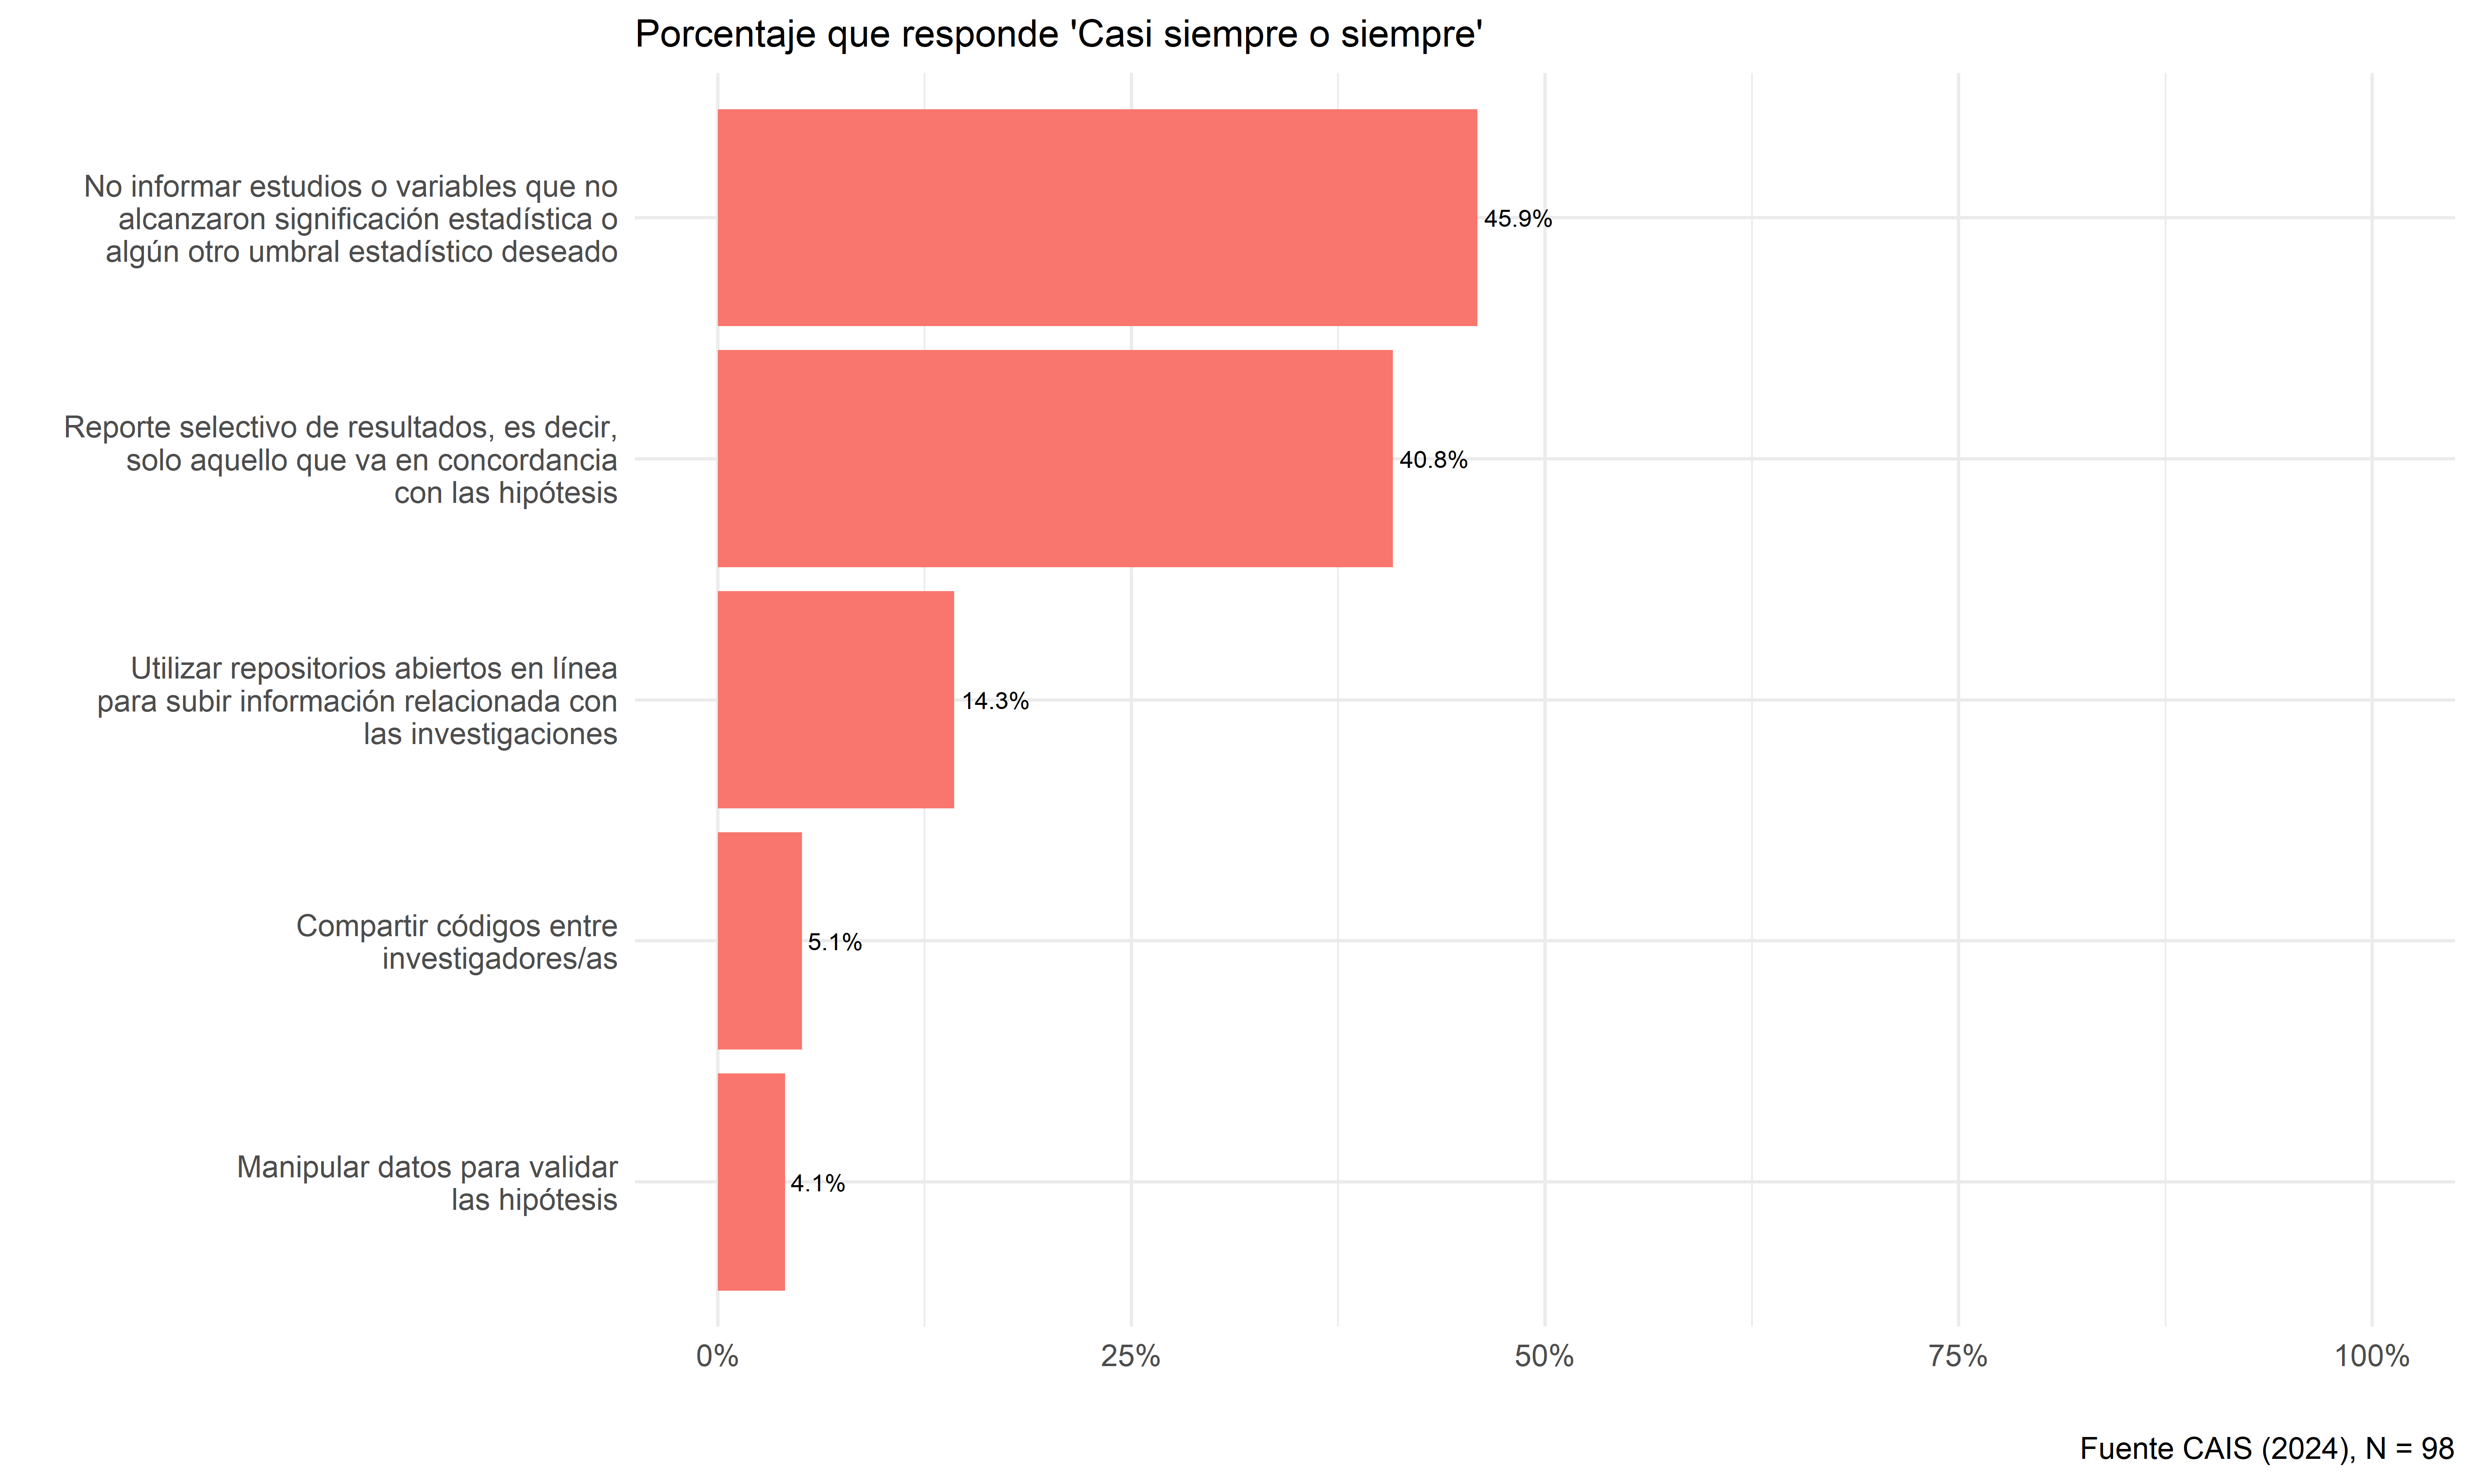 Porcentaje que responde 'Casi siempre o siempre'
No informar estudios o variables que no
alcanzaron significación estadística o
algún otro umbral estadístico deseado
45.9%
Reporte selectivo de resultados, es decir,
solo aquello que va en concordancia
con las hipótesis
40.8%
Utilizar repositorios abiertos en línea
para subir información relacionada con
las investigaciones
14.3%
Compartir códigos entre
investigadores/as
5.1%
Manipular datos para validar
las hipótesis
4.1%
0%
25%
50%
75%
100%
Fuente CAIS (2024), N = 98